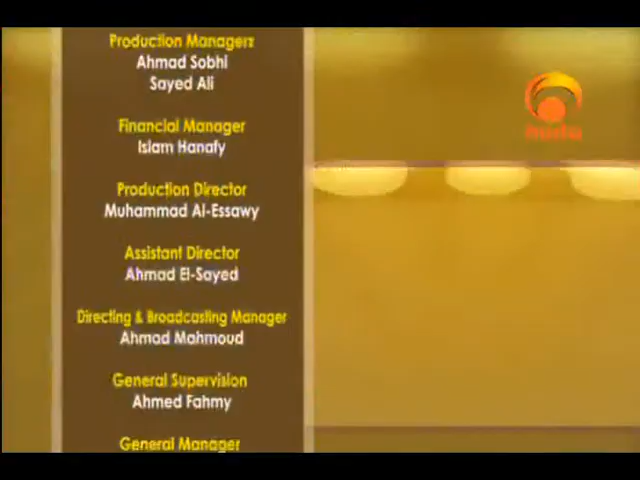 Production Managers
Ahmad Sobhi
Sayed Ali
Financial Manager
Islam Hanafy
Production Director
Muhammad Al-Essawy
Assistant Director
Ahmad El-Sayed
Directing & Broadcasting Manager
Ahmad Mahmoud
General Supervision
Ahmed Fahmy
General Manager
huda